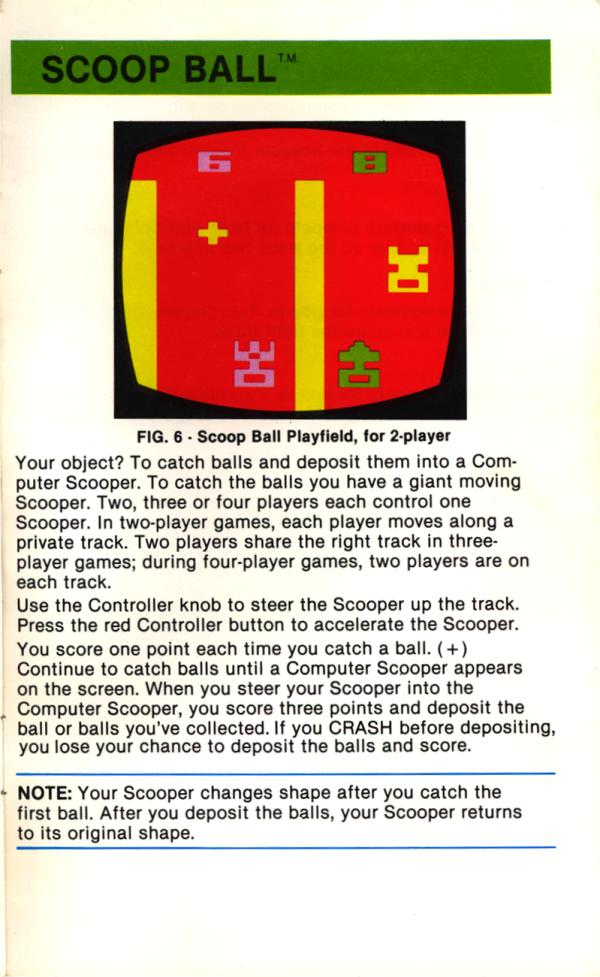 SCOOP BALL T.M.
6 8
FIG. 6 - Scoop Ball Playfield, for 2-player
Your object? To catch balls and deposit them into a Com-
puter Scooper. To catch the balls you have a giant moving
Scooper. Two, three or four players each control one
Scooper. In two-player games, each player moves along a
private track. Two players share the right track in three-
player games; during four-player games, two players are on
each track.
Use the Controller knob to steer the Scooper up the track.
Press the red Controller button to accelerate the Scooper.
You score one point each time you catch a ball. (+)
Continue to catch balls until a Computer Scooper appears
on the screen. When you steer your Scooper into the
Computer Scooper, you score three points and deposit the
ball or balls you've collected. If you CRASH before depositing,
you lose your chance to deposit the balls and score.
NOTE: Your Scooper changes shape after you catch the
first ball. After you deposit the balls, your Scooper returns
to its original shape.